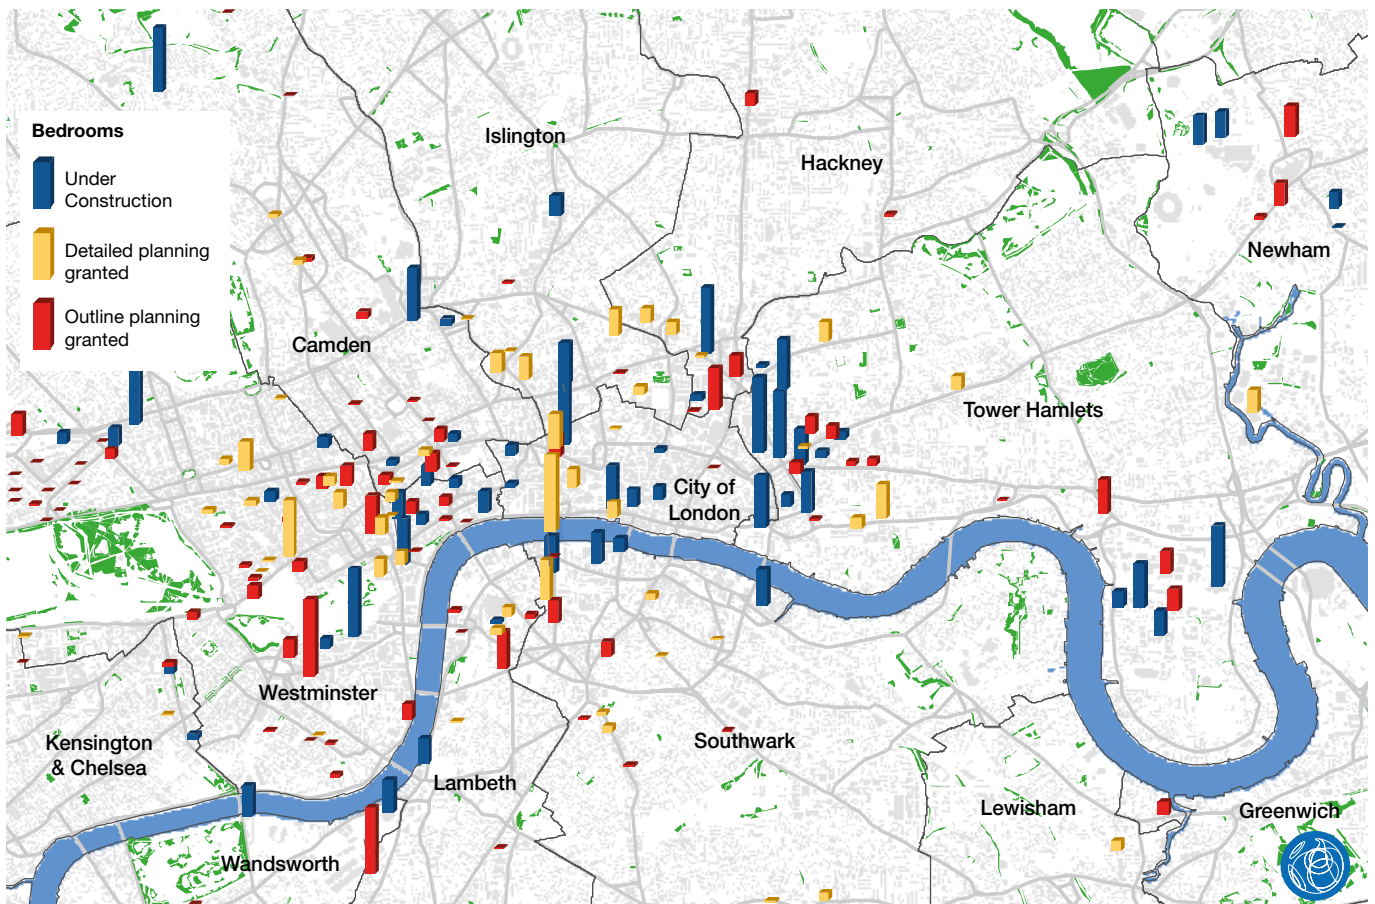 Bedrooms
Under
Construction
Detailed planning
granted
Outline planning
granted
Islington
Hackney
Newham
Camden
Tower Hamlets
City of
London
Westminster
Kensington
& Chelsea
Southwark
Lambeth
Lewisham
Greenwich
Wandsworth